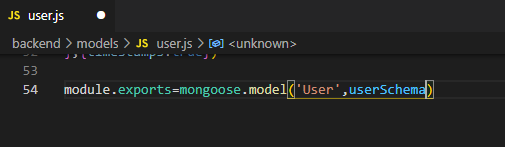 JS user.js
backend > models > JS user.js > <unknown>
53
54 module.exports=mongoose.model('User',userSchema)